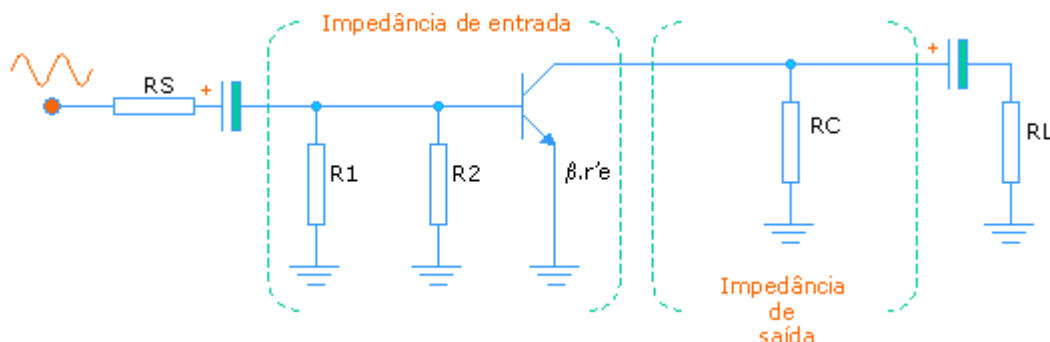 Impedância de entrada
RS
+
R1
R2
β.r'e
+
RC
RL
Impedância
de
saída